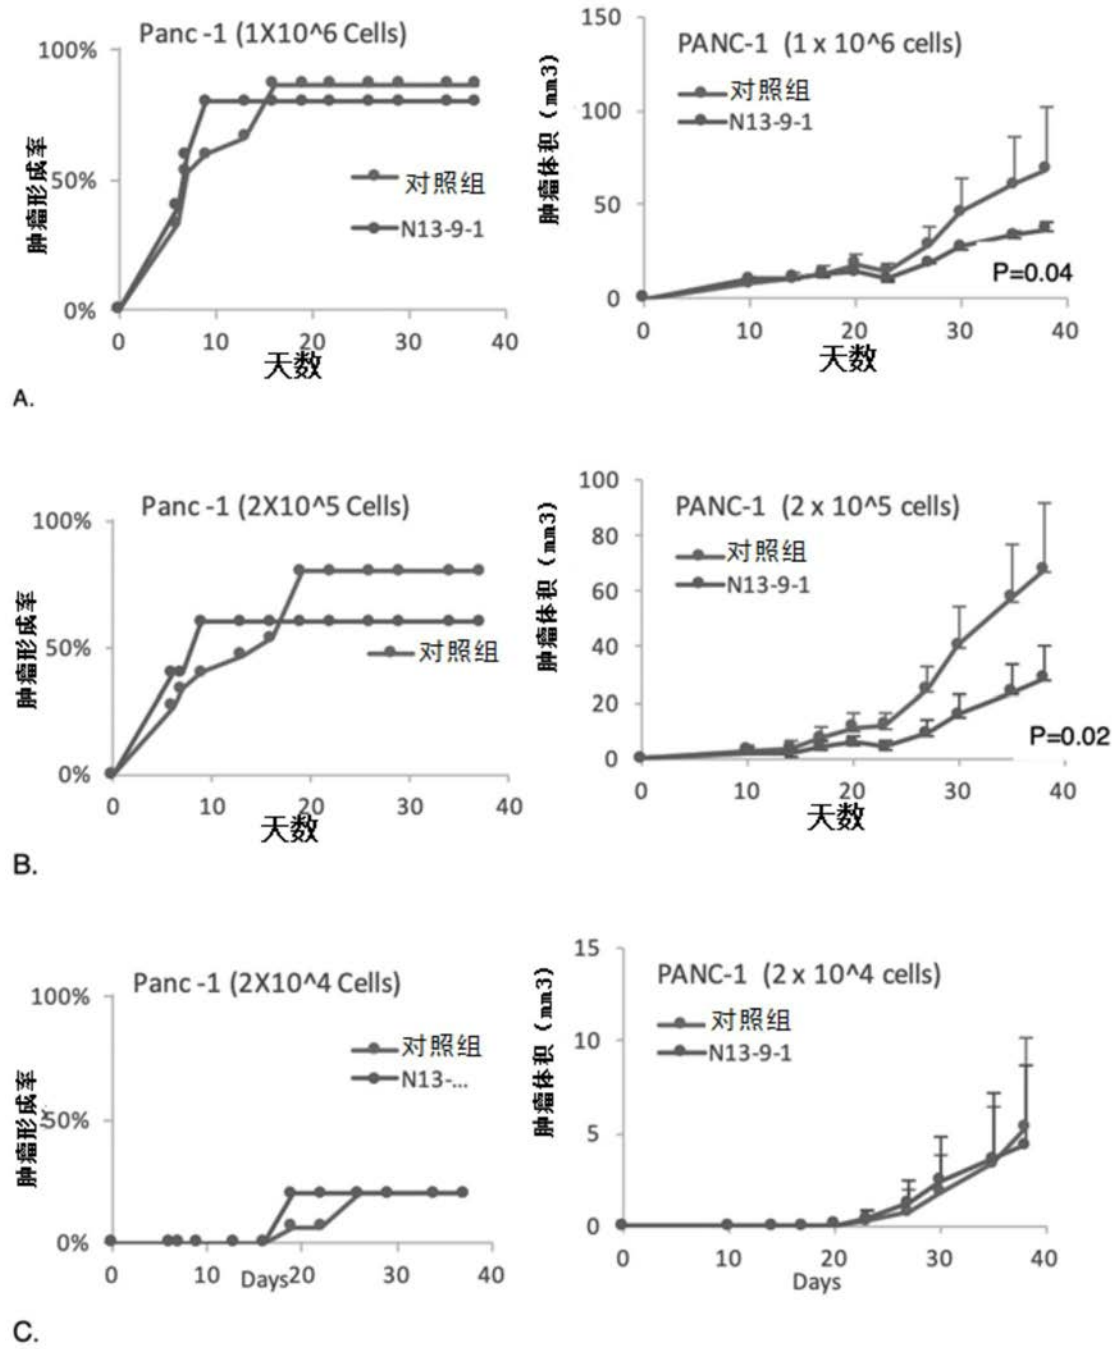 Panc -1 (1X10^6 Cells)
100%
50%
0%
肿瘤形成率
对照组
N13-9-1
0 10 20 30 40
天数
PANC-1 (1 x 10^6 cells)
150
100
50
0
肿瘤体积（mm3）
对照组
N13-9-1
P=0.04
0 10 20 30 40
天数
A.
Panc -1 (2X10^5 Cells)
100%
50%
0%
肿瘤形成率
对照组
0 10 20 30 40
天数
PANC-1 (2 x 10^5 cells)
100
80
60
40
20
0
肿瘤体积（mm3）
对照组
N13-9-1
P=0.02
0 10 20 30 40
天数
B.
Panc -1 (2X10^4 Cells)
100%
50%
0%
肿瘤形成率
对照组
N13-...
0 10 20 30 40
Days
PANC-1 (2 x 10^4 cells)
15
10
5
0
肿瘤体积（mm3）
对照组
N13-9-1
0 10 20 30 40
Days
C.